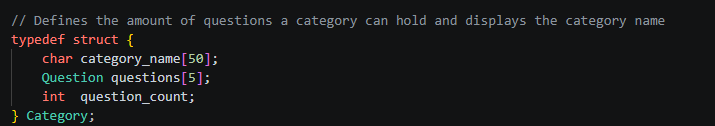 // Defines the amount of questions a category can hold and displays the category name
typedef struct {
    char category_name[50];
    Question questions[5];
    int  question_count;
} Category;